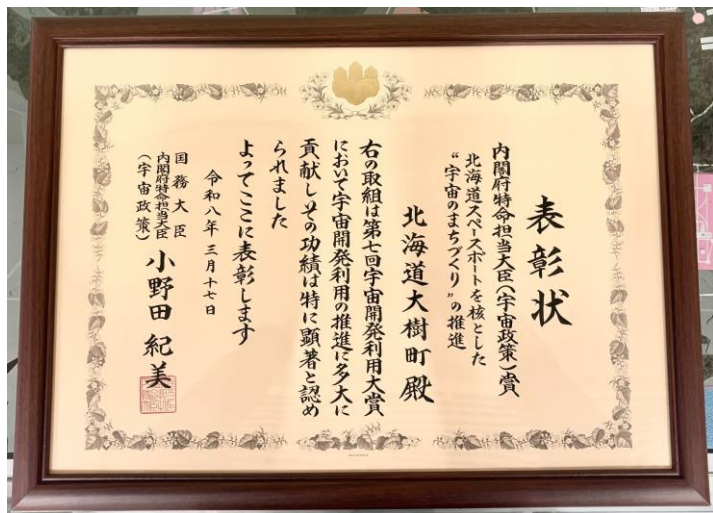 表彰状
内閣府特命担当大臣(宇宙政策)賞
北海道スペースポートを核とした
“宇宙のまちづくり”の推進
北海道大樹町殿
右の取組は第七回宇宙開発利用大賞
において宇宙開発利用の推進に多大に
貢献しその功績は特に顕著と認め
られました
よってここに表彰します
令和八年三月十七日
国務大臣
内閣府特命担当大臣
(宇宙政策)
小野田紀美